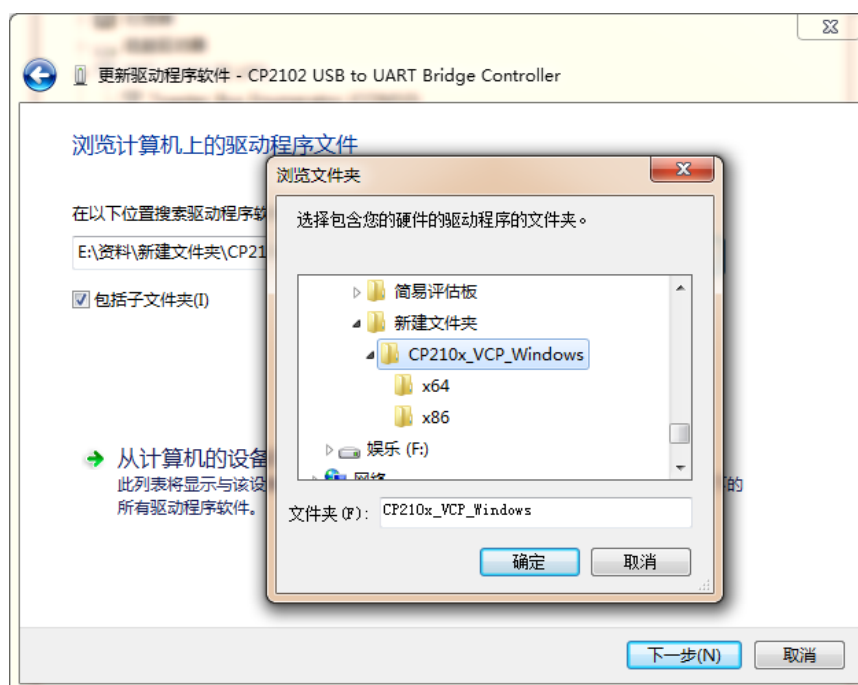 更新驱动程序软件 - CP2102 USB to UART Bridge Controller
浏览计算机上的驱动程序文件
在以下位置搜索驱动程序软
E:\资料\新建文件夹\CP21
包括子文件夹(I)
从计算机的设备
此列表将显示与该设
的
所有驱动程序软件。
浏览文件夹
选择包含您的硬件的驱动程序的文件夹。
简易评估板
新建文件夹
CP210x_VCP_Windows
x64
x86
娱乐 (F:)
网络
文件夹(F):
CP210x_VCP_Windows
确定
取消
下一步(N)
取消